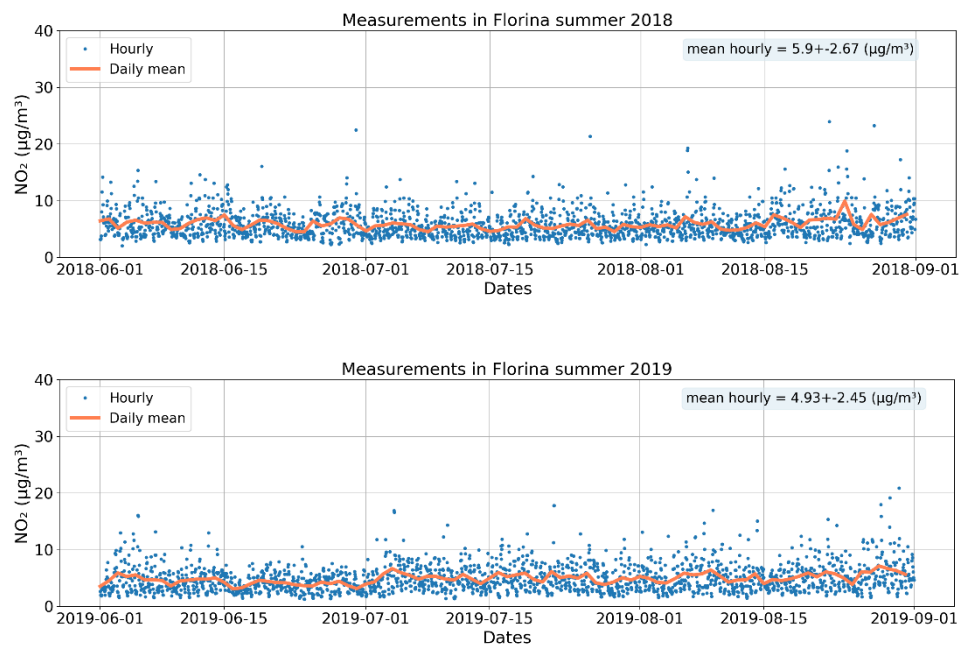 Measurements in Florina summer 2018
40
30
20
10
0
NO₂ (μg/m³)
Hourly
Daily mean
mean hourly = 5.9+-2.67 (μg/m³)
2018-06-01 2018-06-15 2018-07-01 2018-07-15 2018-08-01 2018-08-15 2018-09-01
Dates
Measurements in Florina summer 2019
40
30
20
10
0
NO₂ (μg/m³)
Hourly
Daily mean
mean hourly = 4.93+-2.45 (μg/m³)
2019-06-01 2019-06-15 2019-07-01 2019-07-15 2019-08-01 2019-08-15 2019-09-01
Dates